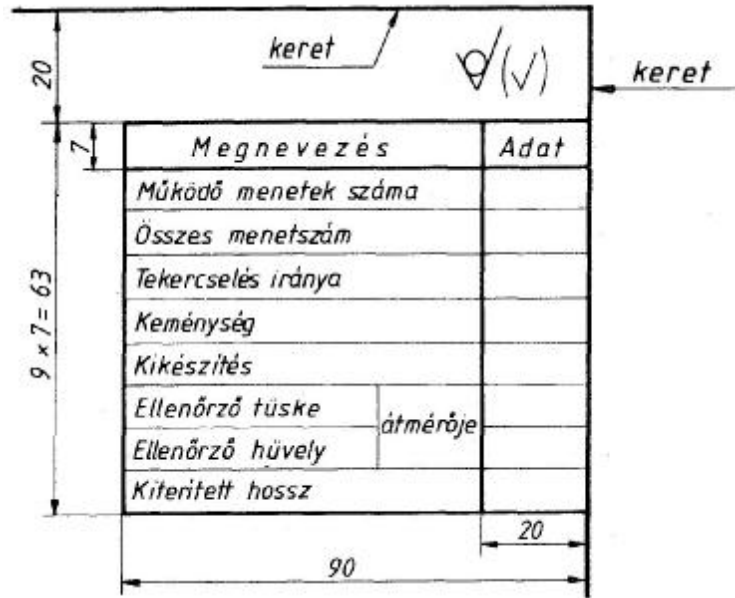 keret
20
(√)
keret
7
Megnevezés Adat
Működő menetek száma
Összes menetszám
Tekercselés iránya
9 × 7 = 63
Keménység
Kikészítés
Ellenőrző tüske
átmérője
Ellenőrző hüvely
Kiterített hossz
20
90